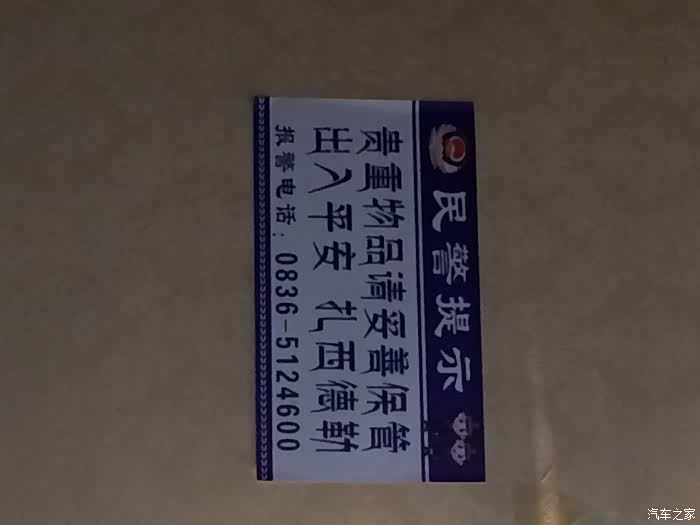 民警提示
贵重物品请妥善保管
出入平安 扎西德勒
报警电话：0836-5124600
汽车之家